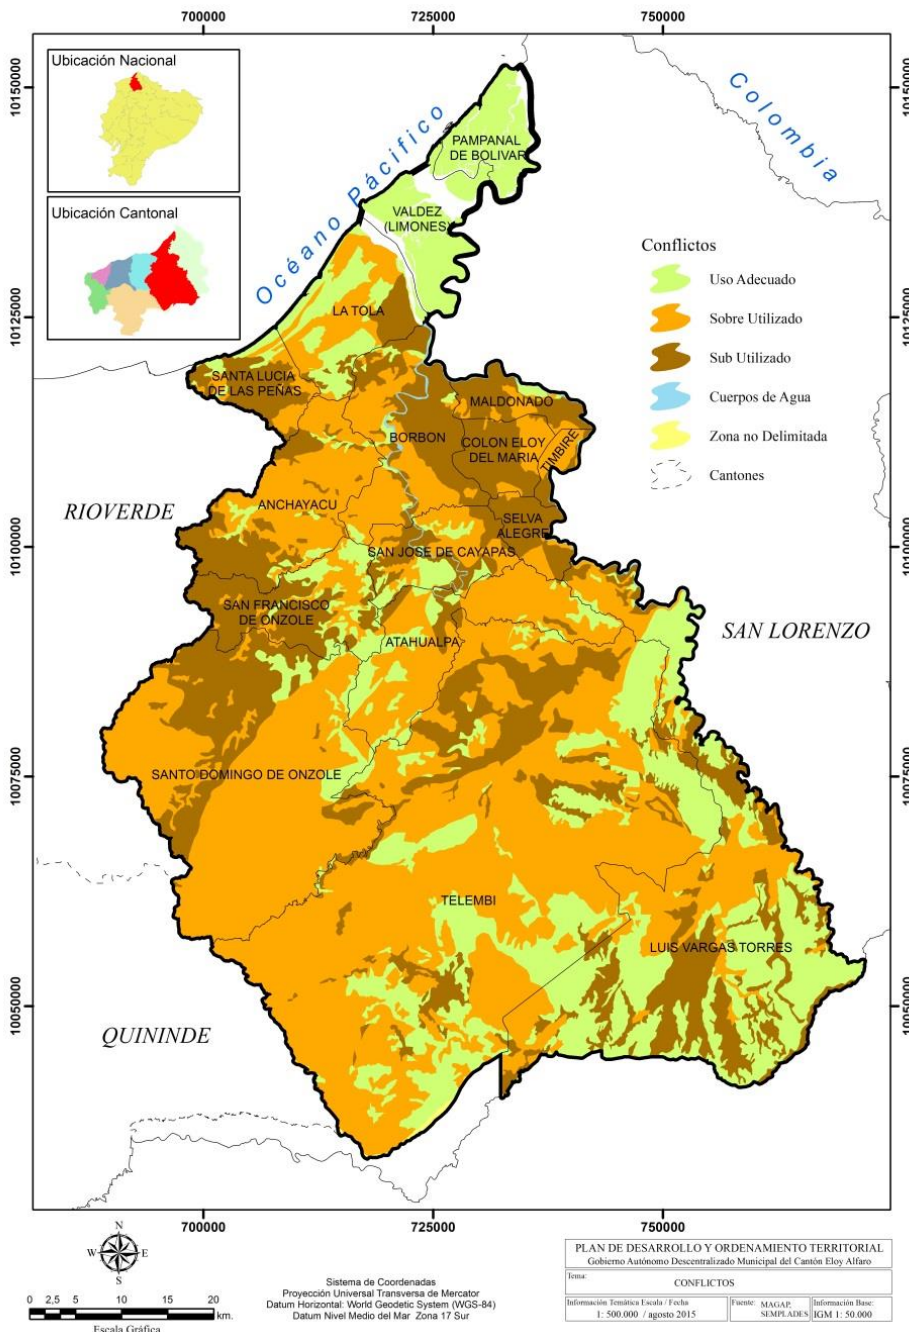 700000
725000
750000
Ubicación Nacional
Ubicación Cantonal
10150000
10125000
10100000
10075000
10050000
10150000
10125000
10100000
10075000
10050000
Océano Pácifico
Colombia
PAMPANAL
DE BOLIVAR
VALDEZ
(LIMONES)
Conflictos
Uso Adecuado
Sobre Utilizado
Sub Utilizado
Cuerpos de Agua
Zona no Delimitada
Cantones
LA TOLA
SANTA LUCIA
DE LAS PEÑAS
MALDONADO
BORBON
COLON ELOY
DEL MARIA
TIMBIRE
RIOVERDE
ANCHAYACU
SELVA
ALEGRE
SAN JOSE DE CAYAPAS
SAN FRANCISCO
DE ONZOLE
ATAHUALPA
SAN LORENZO
SANTO DOMINGO DE ONZOLE
TELEMBI
LUIS VARGAS TORRES
QUININDE
700000
725000
750000
N
W E
S
0 2,5 5 10 15 20
km.
Escala Gráfica
Sistema de Coordenadas
Proyección Universal Transversa de Mercator
Datum Horizontal: World Geodetic System (WGS-84)
Datum Nivel Medio del Mar Zona 17 Sur
PLAN DE DESARROLLO Y ORDENAMIENTO TERRITORIAL
Gobierno Autónomo Descentralizado Municipal del Cantón Eloy Alfaro
Tema:
CONFLICTOS
Información Temática Escala / Fecha
1: 500.000 / agosto 2015
Fuente: MAGAP,
SEMPLADES
Información Base:
IGM 1: 50.000